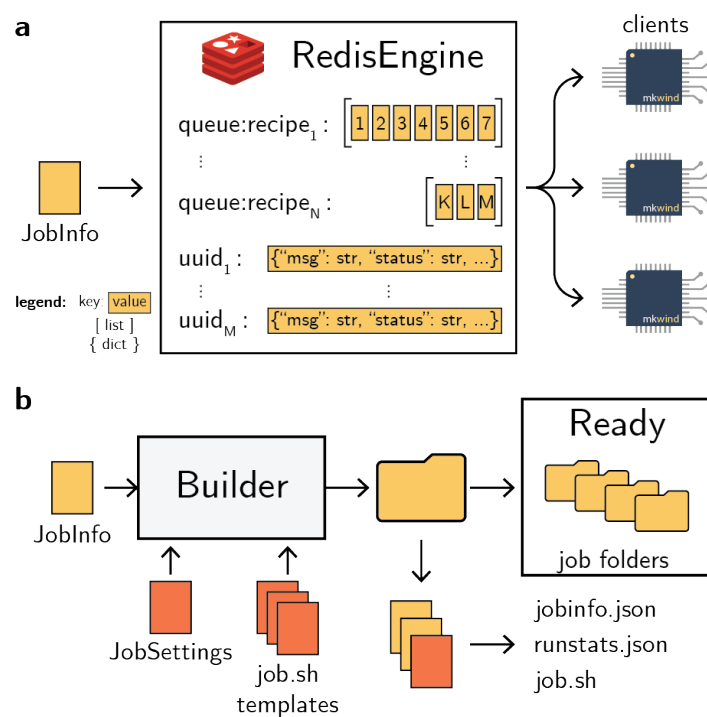 a
RedisEngine
clients
queue:recipe1 : [1 2 3 4 5 6 7]
⋮ ⋮
queue:recipeN : [K L M]
uuid1 : {“msg”: str, “status”: str, ...}
⋮ ⋮
uuidM : {“msg”: str, “status”: str, ...}
JobInfo
legend: key: value
[ list ]
{ dict }
mkwind
mkwind
mkwind
b
JobInfo
Builder
Ready
job folders
JobSettings
job.sh
templates
jobinfo.json
runstats.json
job.sh